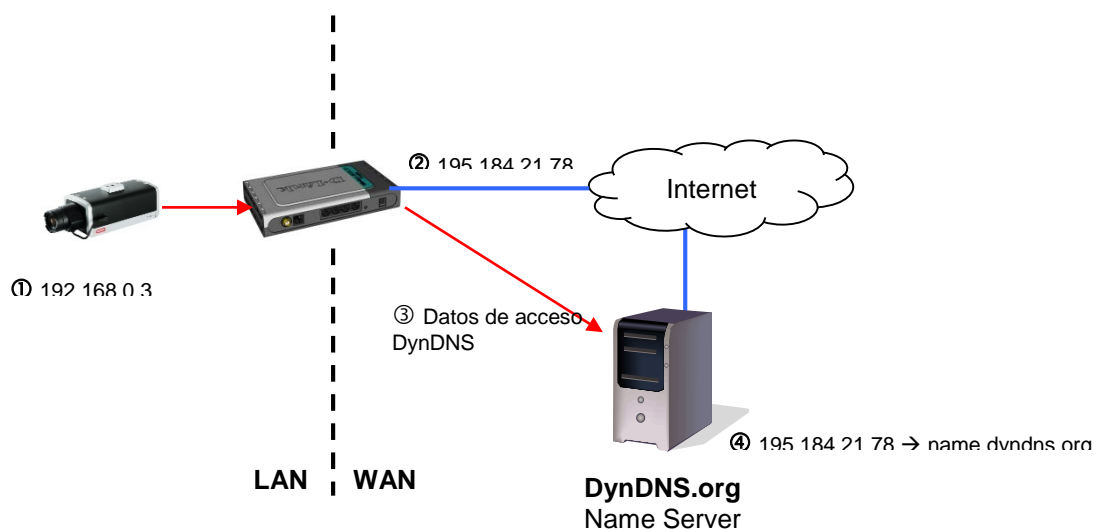 ② 195.184.21.78
Internet
D-Link
① 192.168.0.3
③ Datos de acceso
DynDNS
④ 195.184.21.78 → name.dyndns.org
LAN
WAN
DynDNS.org
Name Server